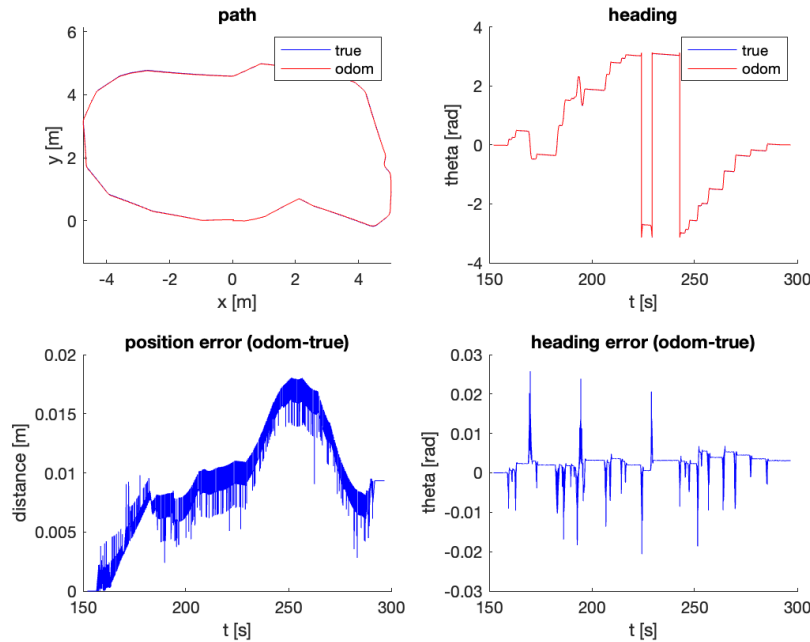 path
6
4
2
0
y [m]
-4
-2
0
2
4
x [m]
true
odom
heading
4
2
0
-2
-4
theta [rad]
150
200
250
300
t [s]
true
odom
position error (odom-true)
0.02
0.015
0.01
0.005
0
distance [m]
150
200
250
300
t [s]
heading error (odom-true)
0.03
0.02
0.01
0
-0.01
-0.02
-0.03
theta [rad]
150
200
250
300
t [s]